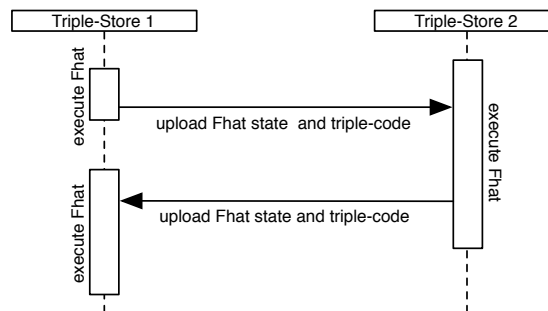 Triple-Store 1
Triple-Store 2
execute Fhat
upload Fhat state and triple-code
execute Fhat
execute Fhat
upload Fhat state and triple-code